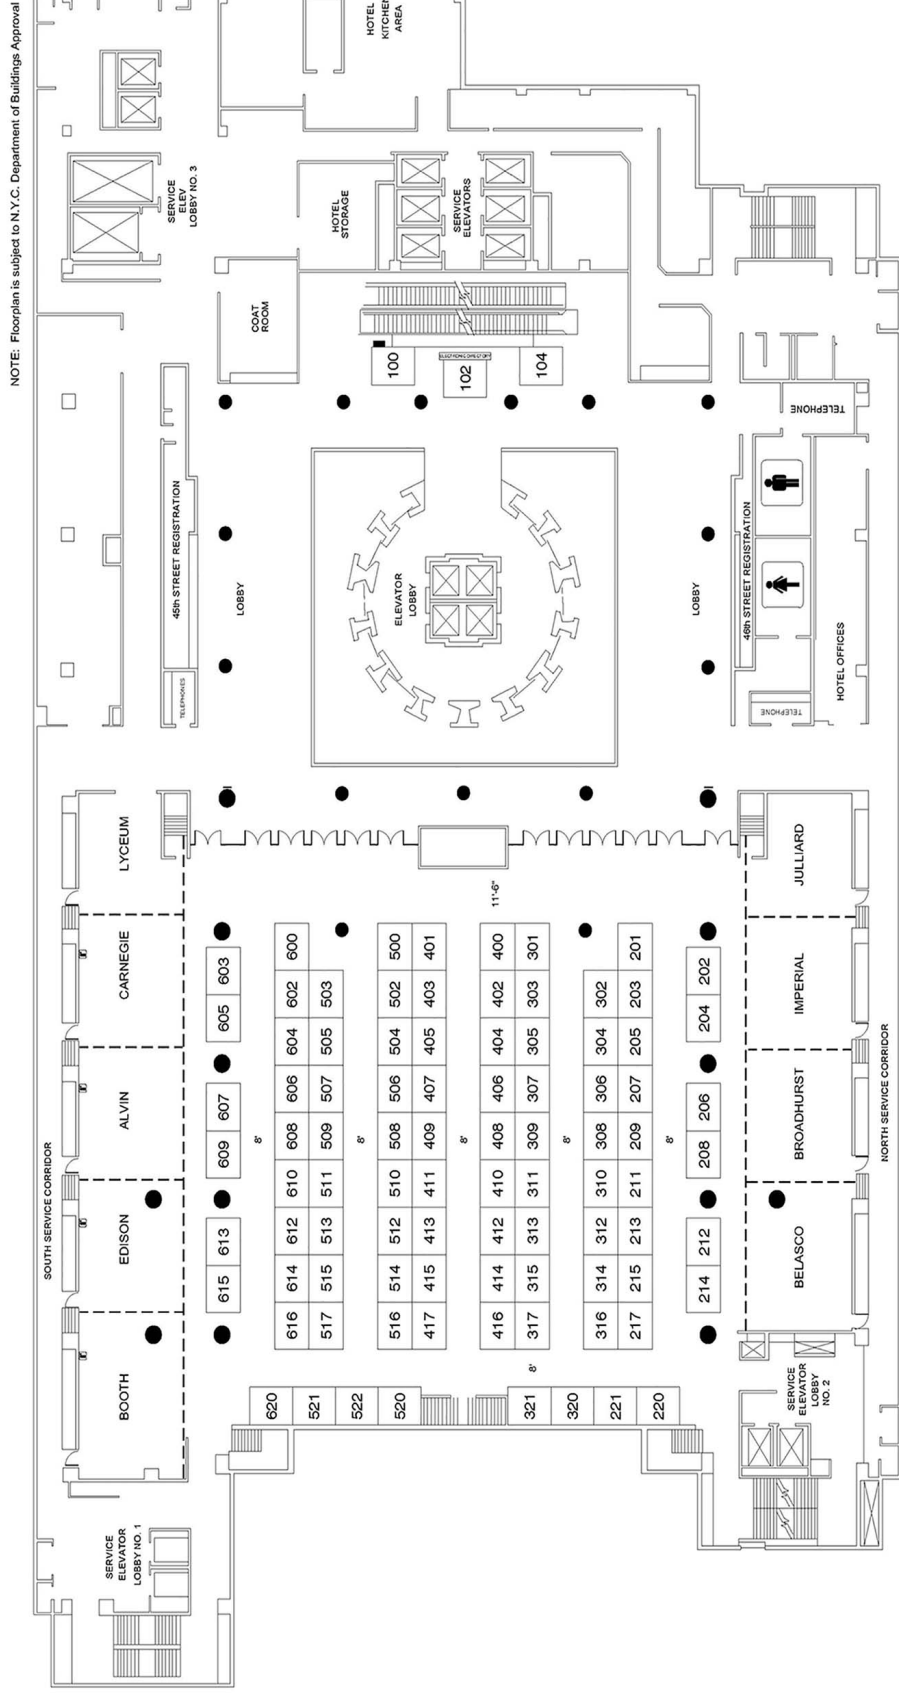 NOTE: Floorplan is subject to N.Y.C. Department of Buildings Approval
HOTEL
KITCHEN
AREA
SERVICE
ELEV
LOBBY NO. 3
HOTEL
STORAGE
SERVICE
ELEVATORS
COAT
ROOM
100
102
104
TELEPHONE
45th STREET REGISTRATION
TELEPHONES
LOBBY
ELEVATOR
LOBBY
LOBBY
46th STREET REGISTRATION
TELEPHONE
HOTEL OFFICES
SOUTH SERVICE CORRIDOR
LYCEUM
CARNEGIE
ALVIN
EDISON
BOOTH
JULLIARD
IMPERIAL
BROADHURST
BELASCO
NORTH SERVICE CORRIDOR
11'-6"
603
605
607
609
613
615
8'
600
602
604
606
608
610
612
614
616
503
505
507
509
511
513
515
517
8'
500
502
504
506
508
510
512
514
516
401
403
405
407
409
411
413
415
417
8'
400
402
404
406
408
410
412
414
416
301
303
305
307
309
311
313
315
317
8'
302
304
306
308
310
312
314
316
201
203
205
207
209
211
213
215
217
8'
202
204
206
208
212
214
8'
620
521
522
520
321
320
221
220
SERVICE
ELEVATOR
LOBBY NO. 1
SERVICE
ELEVATOR
LOBBY
NO. 2